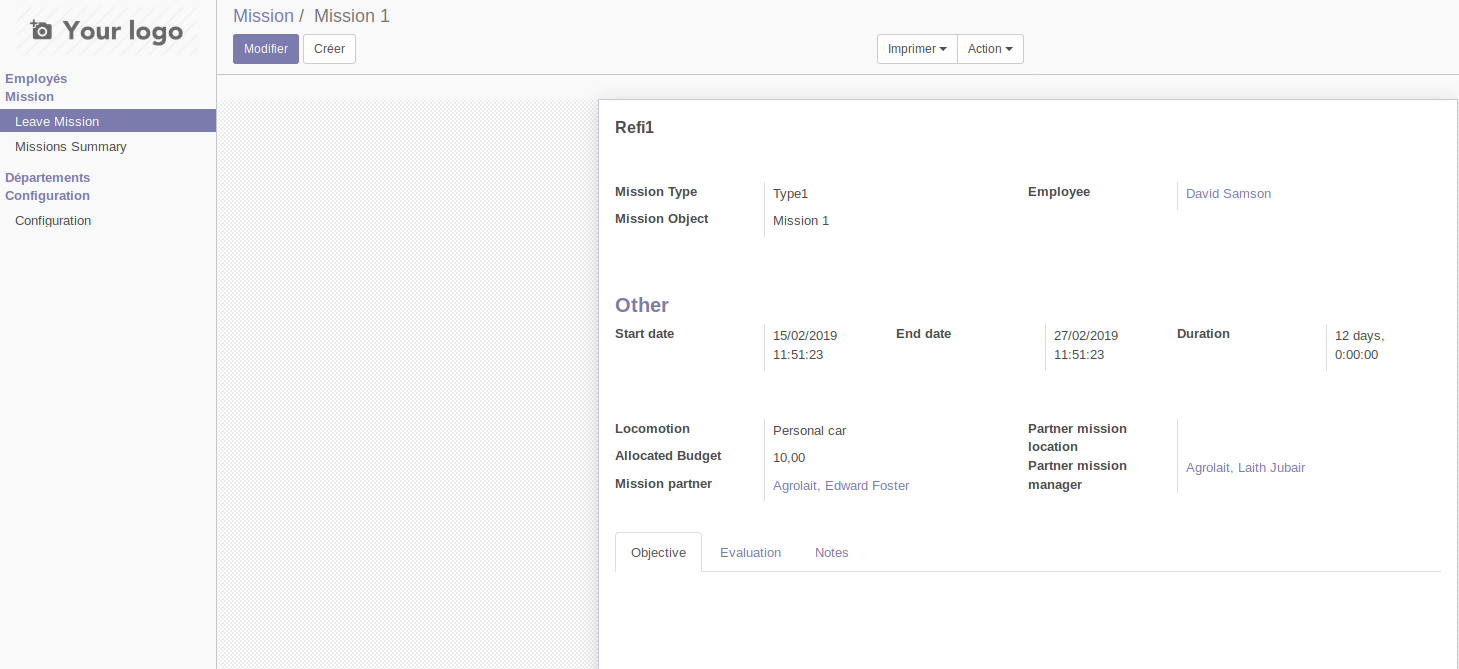 Your logo
Employés
Mission
Leave Mission
Missions Summary
Départements
Configuration
Configuration
Mission / Mission 1
Modifier Créer Imprimer Action
Refi1
Mission Type Type1 Employee David Samson
Mission Object Mission 1
Other
Start date 15/02/2019 End date 27/02/2019 Duration 12 days,
11:51:23 11:51:23 0:00:00
Locomotion Personal car Partner mission
location
Allocated Budget 10,00
Partner mission
Mission partner Agrolait, Edward Foster manager Agrolait, Laith Jubair
Objective Evaluation Notes